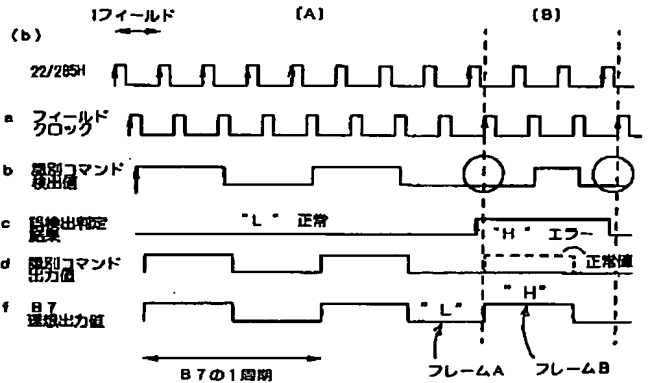 1フィールド 〔A〕 〔B〕
(b)
22/285H
a フィールド
クロック
b 識別コマンド
検出値
c 誤検出判定
結果
"L" 正常
"H" エラー
d 識別コマンド
出力値
正常値
f B7
理想出力値
"L"
"H"
B7の1周期
フレームA
フレームB